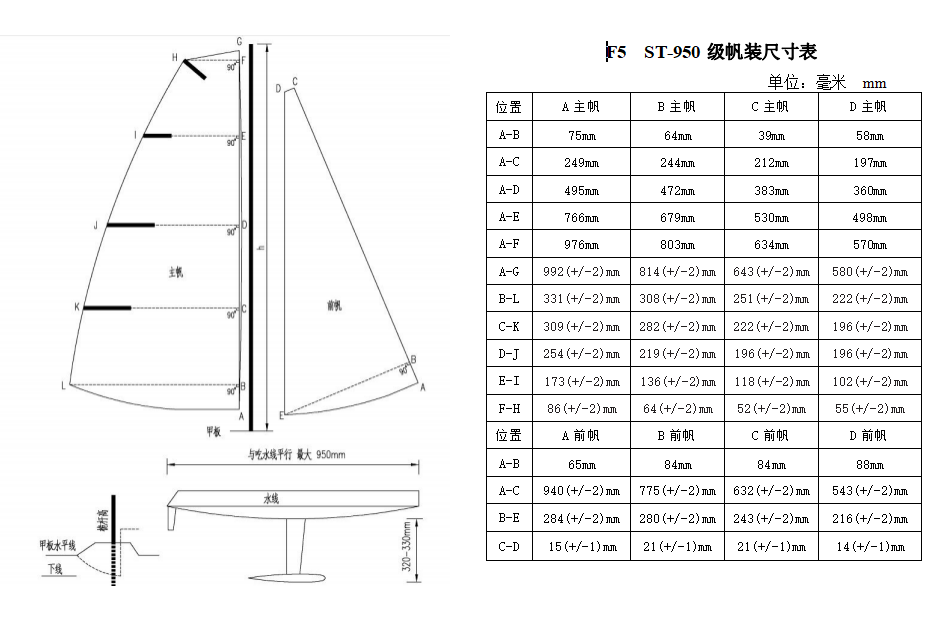 G
H
F
90°
D C
I
E
90°
J
D
90°
h
主帆
前帆
K
C
90°
B
90°
L
B
90°
A
A
E
甲板
与吃水线平行 最大 950mm
水线
桅杆高
甲板水平线
下线
320-330mm
F5 ST-950 级帆装尺寸表
单位：毫米 mm
位置 A 主帆 B 主帆 C 主帆 D 主帆
A-B 75mm 64mm 39mm 58mm
A-C 249mm 244mm 212mm 197mm
A-D 495mm 472mm 383mm 360mm
A-E 766mm 679mm 530mm 498mm
A-F 976mm 803mm 634mm 570mm
A-G 992(+/-2)mm 814(+/-2)mm 643(+/-2)mm 580(+/-2)mm
B-L 331(+/-2)mm 308(+/-2)mm 251(+/-2)mm 222(+/-2)mm
C-K 309(+/-2)mm 282(+/-2)mm 222(+/-2)mm 196(+/-2)mm
D-J 254(+/-2)mm 219(+/-2)mm 196(+/-2)mm 196(+/-2)mm
E-I 173(+/-2)mm 136(+/-2)mm 118(+/-2)mm 102(+/-2)mm
F-H 86(+/-2)mm 64(+/-2)mm 52(+/-2)mm 55(+/-2)mm
位置 A 前帆 B 前帆 C 前帆 D 前帆
A-B 65mm 84mm 84mm 88mm
A-C 940(+/-2)mm 775(+/-2)mm 632(+/-2)mm 543(+/-2)mm
B-E 284(+/-2)mm 280(+/-2)mm 243(+/-2)mm 216(+/-2)mm
C-D 15(+/-1)mm 21(+/-1)mm 21(+/-1)mm 14(+/-1)mm